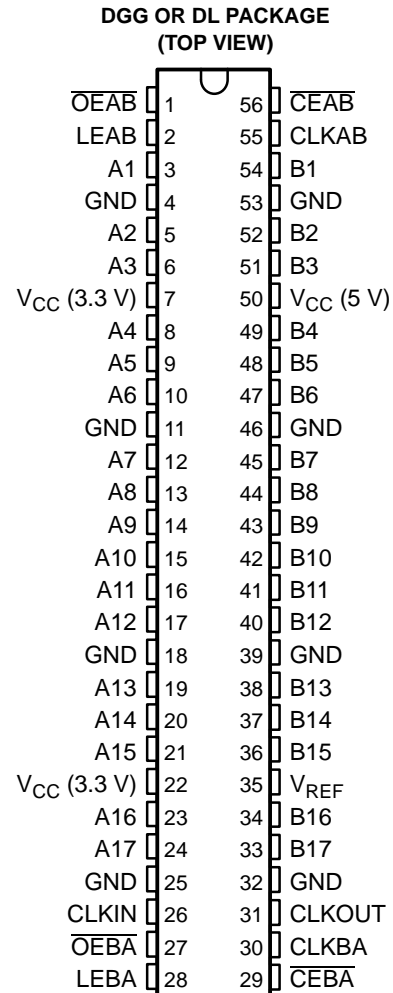 DGG OR DL PACKAGE
(TOP VIEW)
O̅E̅A̅B̅ 1 56 C̅E̅A̅B̅
LEAB 2 55 CLKAB
A1 3 54 B1
GND 4 53 GND
A2 5 52 B2
A3 6 51 B3
VCC (3.3 V) 7 50 VCC (5 V)
A4 8 49 B4
A5 9 48 B5
A6 10 47 B6
GND 11 46 GND
A7 12 45 B7
A8 13 44 B8
A9 14 43 B9
A10 15 42 B10
A11 16 41 B11
A12 17 40 B12
GND 18 39 GND
A13 19 38 B13
A14 20 37 B14
A15 21 36 B15
VCC (3.3 V) 22 35 VREF
A16 23 34 B16
A17 24 33 B17
GND 25 32 GND
CLKIN 26 31 CLKOUT
O̅E̅B̅A̅ 27 30 CLKBA
LEBA 28 29 C̅E̅B̅A̅